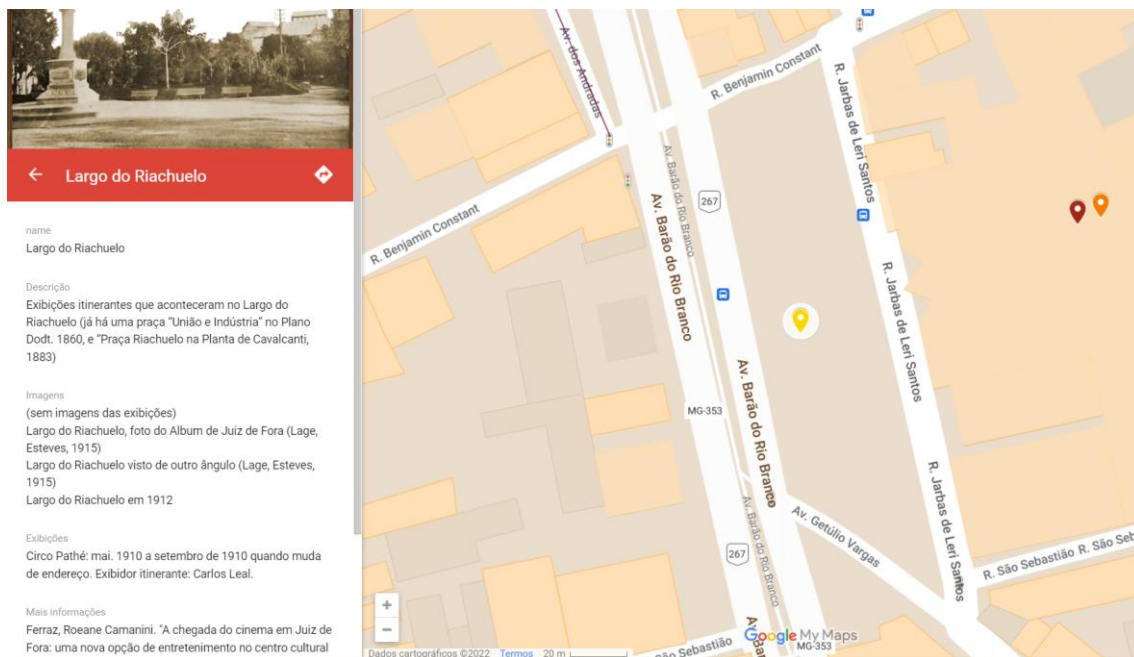 Largo do Riachuelo
name
Largo do Riachuelo
Descrição
Exibições itinerantes que aconteceram no Largo do
Riachuelo (já há uma praça “União e Indústria” no Plano
Dodt. 1860, e “Praça Riachuelo na Planta de Cavalcanti,
1883)
Imagens
(sem imagens das exibições)
Largo do Riachuelo, foto do Album de Juiz de Fora (Lage,
Esteves, 1915)
Largo do Riachuelo visto de outro ângulo (Lage, Esteves,
1915)
Largo do Riachuelo em 1912
Exibições
Circo Pathé: mai. 1910 a setembro de 1910 quando muda
de endereço. Exibidor itinerante: Carlos Leal.
Mais informações
Ferraz, Roeane Camanini. "A chegada do cinema em Juiz de
Fora: uma nova opção de entretenimento no centro cultural
Av. dos Andradas
R. Benjamin Constant
R. Jarbas de Leri Santos
R. Benjamin Constant
Av. Barão do Rio Branco
267
Av. Barão do Rio Branco
R. Jarbas de Leri Santos
Av. Barão do Rio Branco
MG-353
R. Jarbas de Leri Santos
Av. Barão do Rio Branco
Av. Getúlio Vargas
267
R. São Sebastião R. São Seb
+
−
São Sebastião
Av
Google My Maps
MG-353
Dados cartográficos ©2022 Termos 20 m